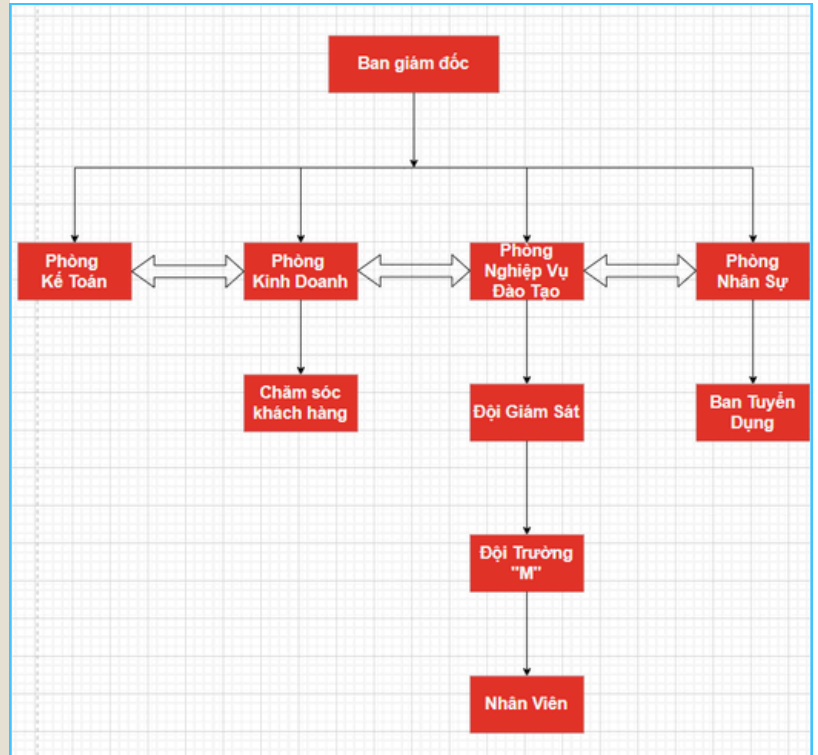 Ban giám đốc
Phòng
Kế Toán
Phòng
Kinh Doanh
Phòng
Nghiệp Vụ
Đào Tạo
Phòng
Nhân Sự
Chăm sóc
khách hàng
Đội Giám Sát
Ban Tuyển
Dụng
Đội Trưởng
"M"
Nhân Viên